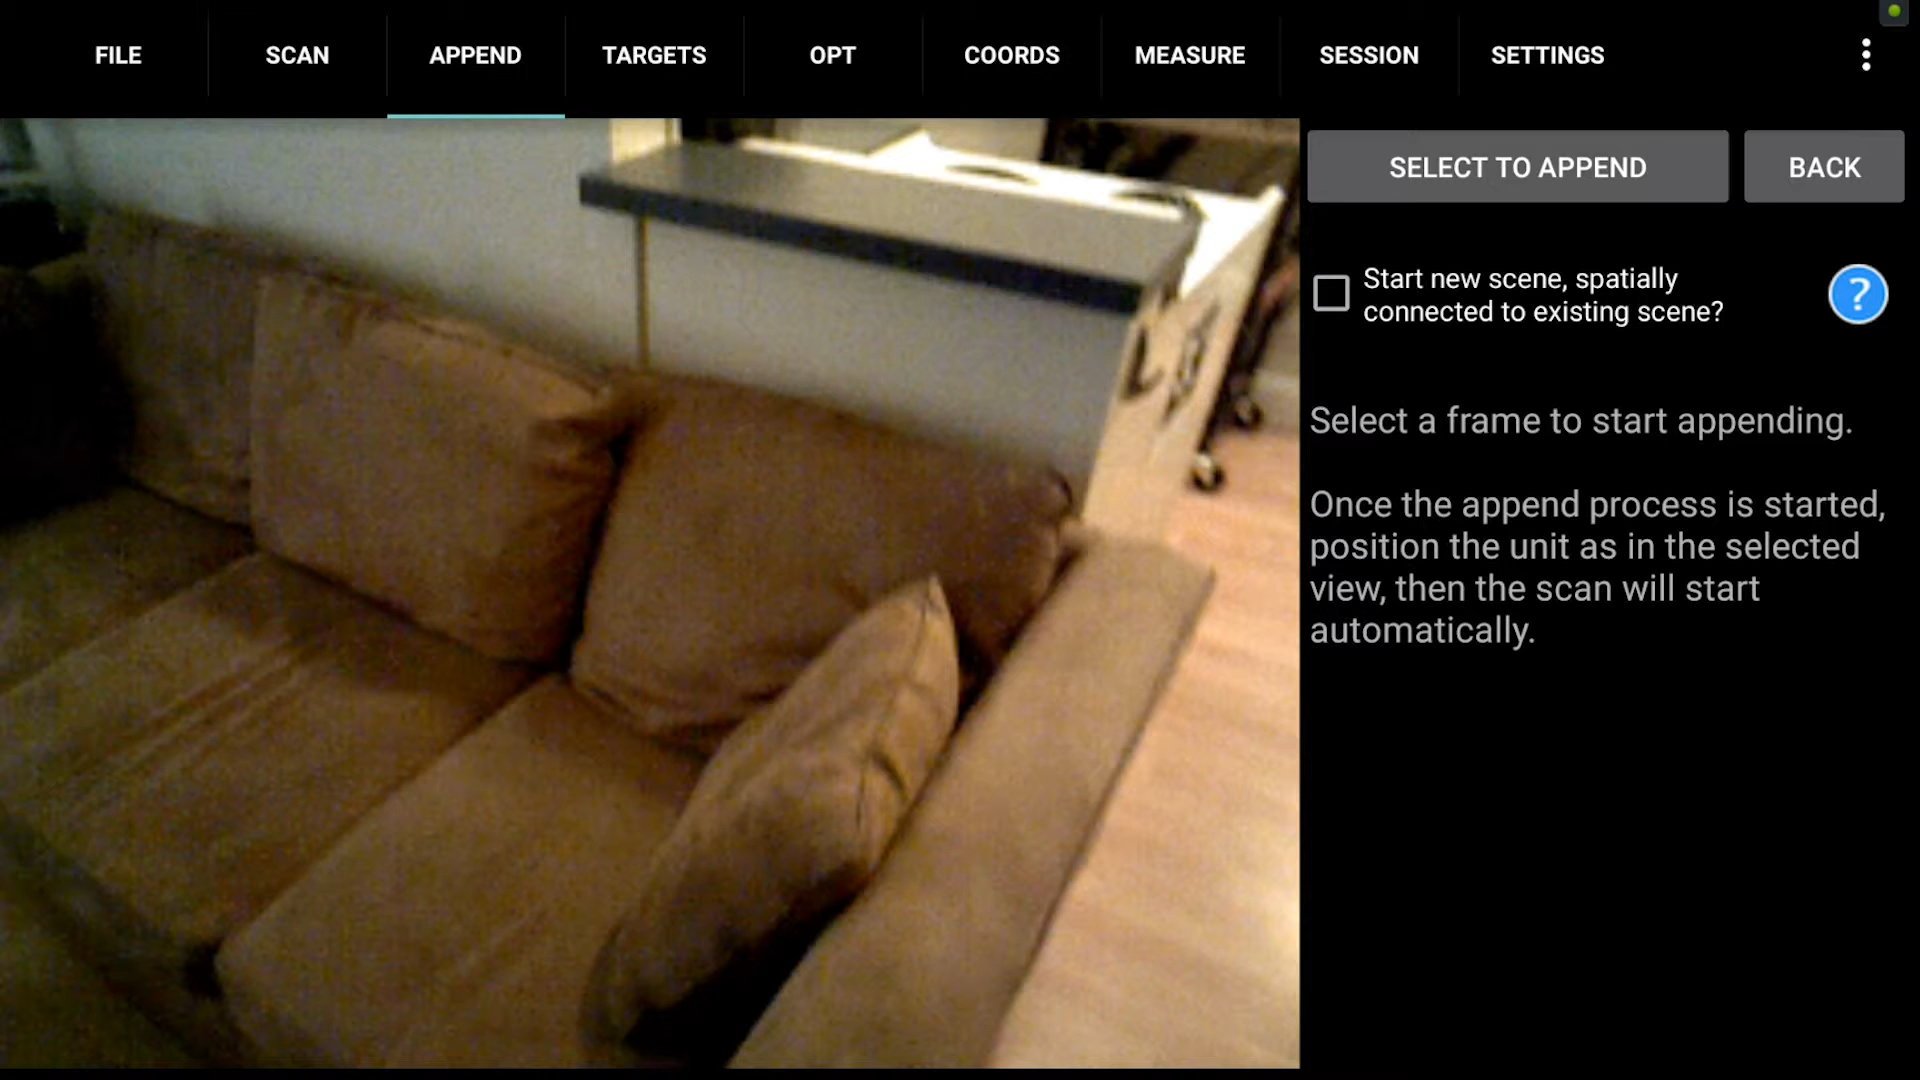 FILE
SCAN
APPEND
TARGETS
OPT
COORDS
MEASURE
SESSION
SETTINGS
SELECT TO APPEND
BACK
Start new scene, spatially
connected to existing scene?
?
Select a frame to start appending.
Once the append process is started,
position the unit as in the selected
view, then the scan will start
automatically.